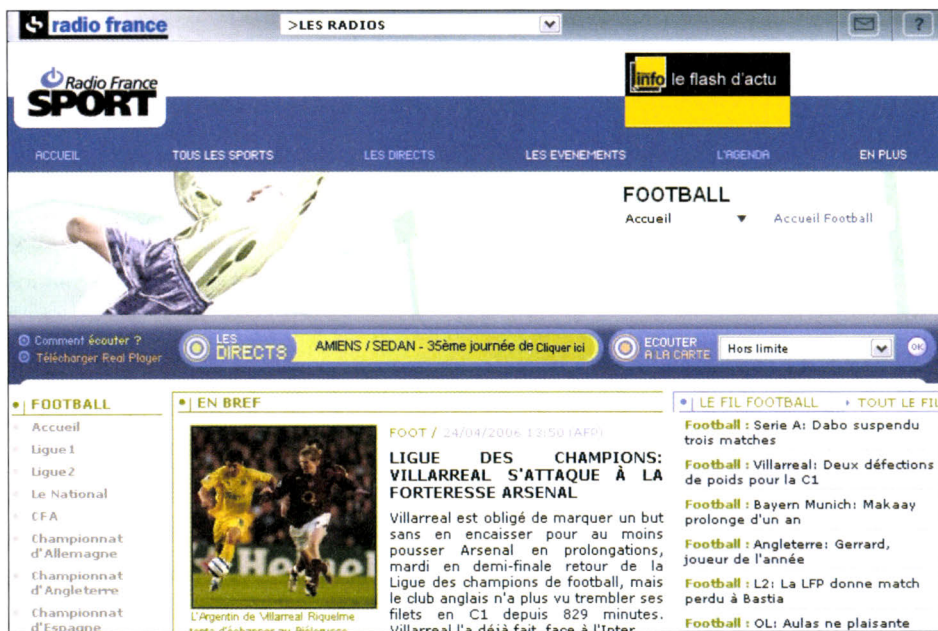 radio france
>LES RADIOS
?
Radio France
SPORT
info le flash d'actu
ACCUEIL TOUS LES SPORTS LES DIRECTS LES EVENEMENTS L'AGENDA EN PLUS
FOOTBALL
Accueil ▼ Accueil Football
Comment écouter ?
Télécharger Real Player
LES DIRECTS
AMIENS / SEDAN - 35ème journée de Cliquer ici
ECOUTER A LA CARTE
Hors limite
OK
FOOTBALL
Accueil
Ligue 1
Ligue 2
Le National
CFA
Championnat
d'Allemagne
Championnat
d'Angleterre
Championnat
d'Espagne
EN BREF
Heineken
L'Argentin de Villarreal Riquelme
FOOT / 24/04/2006 13:50 (AFP)
LIGUE DES CHAMPIONS:
VILLARREAL S'ATTAQUE À LA
FORTERESSE ARSENAL
Villarreal est obligé de marquer un but
sans en encaisser pour au moins
pousser Arsenal en prolongations,
mardi en demi-finale retour de la
Ligue des champions de football, mais
le club anglais n'a plus vu trembler ses
filets en C1 depuis 829 minutes.
Villarreal l'a déjà fait, face à l'Inter
LE FIL FOOTBALL TOUT LE FIL
Football : Serie A: Dabo suspendu
trois matches
Football : Villarreal: Deux défections
de poids pour la C1
Football : Bayern Munich: Makaay
prolonge d'un an
Football : Angleterre: Gerrard,
joueur de l'année
Football : L2: La LFP donne match
perdu à Bastia
Football : OL: Aulas ne plaisante